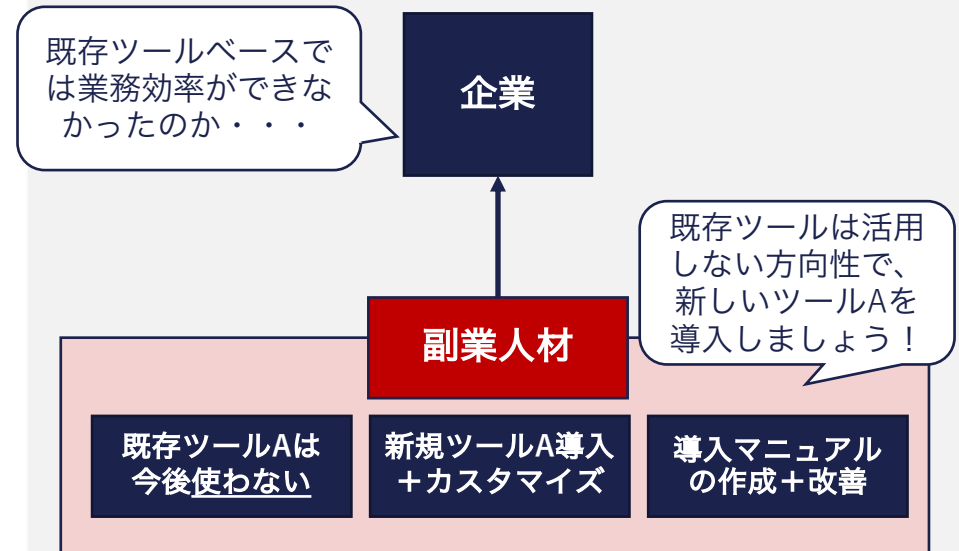 既存ツールベースで
は業務効率ができな
かったのか・・・
企業
既存ツールは活用
しない方向性で、
新しいツールAを
導入しましょう！
副業人材
既存ツールAは
今後使わない
新規ツールA導入
＋カスタマイズ
導入マニュアル
の作成＋改善